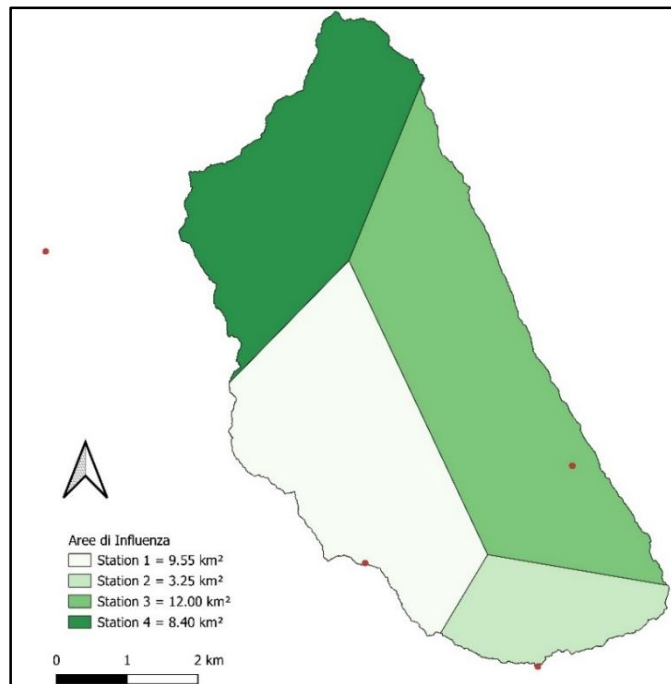 Aree di Influenza
Station 1 = 9.55 km²
Station 2 = 3.25 km²
Station 3 = 12.00 km²
Station 4 = 8.40 km²
0 1 2 km